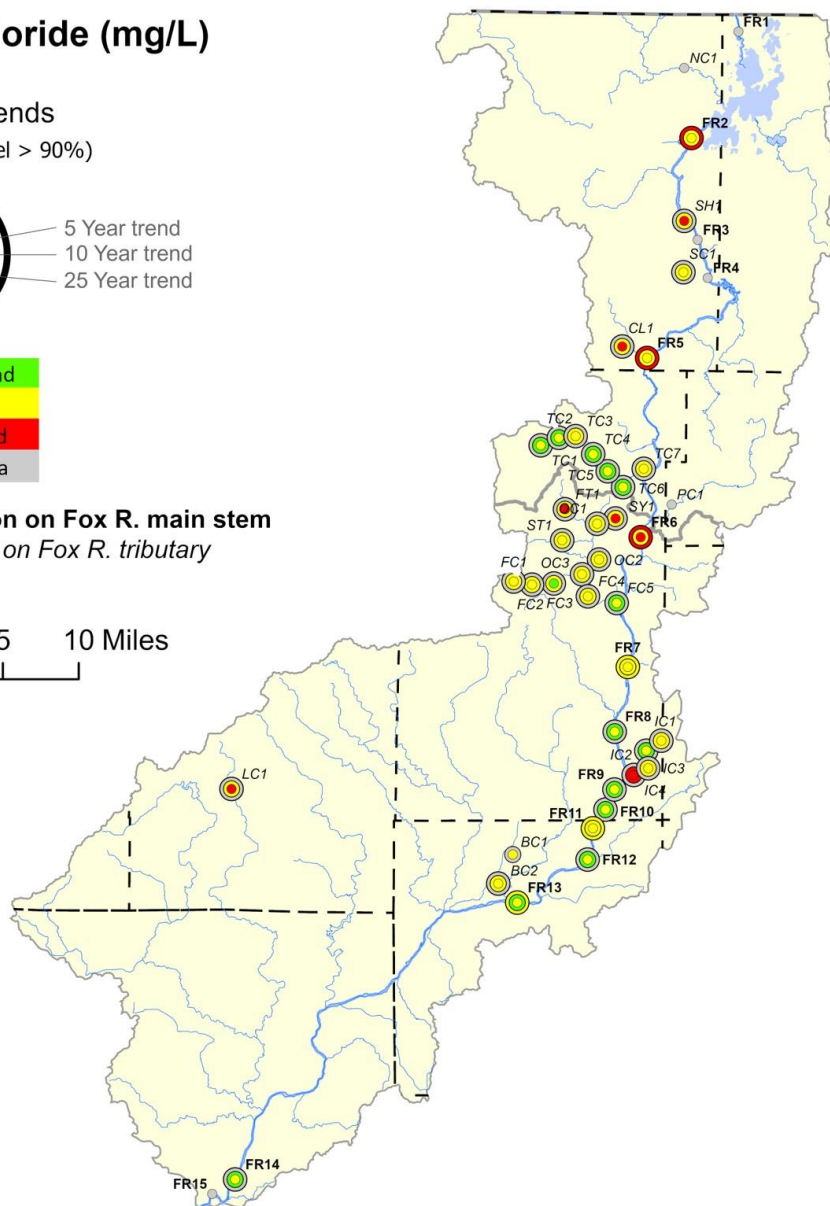 oride (mg/L)
ends
el > 90%)
5 Year trend
10 Year trend
25 Year trend
nd
d
a
on on Fox R. main stem
on Fox R. tributary
5 10 Miles
FR1
NC1
FR2
SH1
FR3
SC1
FR4
CL1
FR5
TC2
TC3
TC4
TC1
TC7
TC5
TC6
FT1
PC1
C1
SY1
ST1
FR6
FC1
OC3
OC2
FC4
FC5
FC2
FC3
FR7
FR8
IC1
IC2
IC3
LC1
FR9
IC4
FR11
FR10
BC1
FR12
BC2
FR13
FR14
FR15